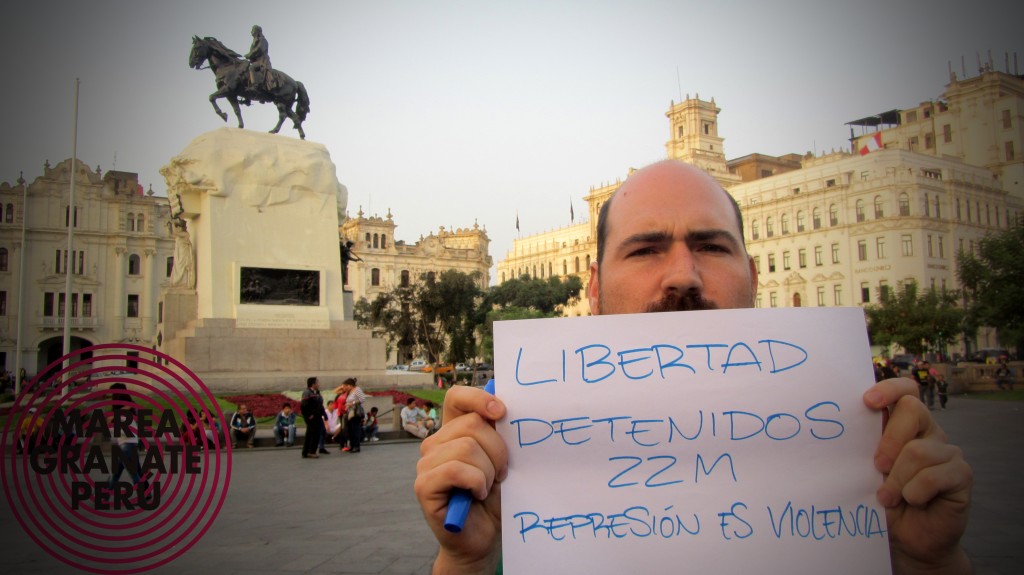 LIBERTAD
DETENIDOS
22M
REPRESIÓN ES VIOLENCIA
MAREA
GRANATE
PERÚ